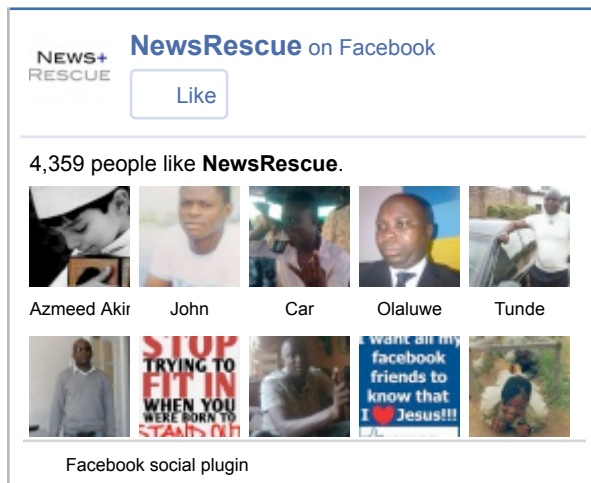 NEWS+
RESCUE
NewsRescue on Facebook
Like
4,359 people like NewsRescue.
Azmeed Akir
John
Car
Olaluwe
Tunde
STOP
TRYING TO
FIT IN
WHEN YOU
WERE BORN TO
STAND OUT
I want all my
facebook
friends to
know that
I ❤ Jesus!!!
Facebook social plugin